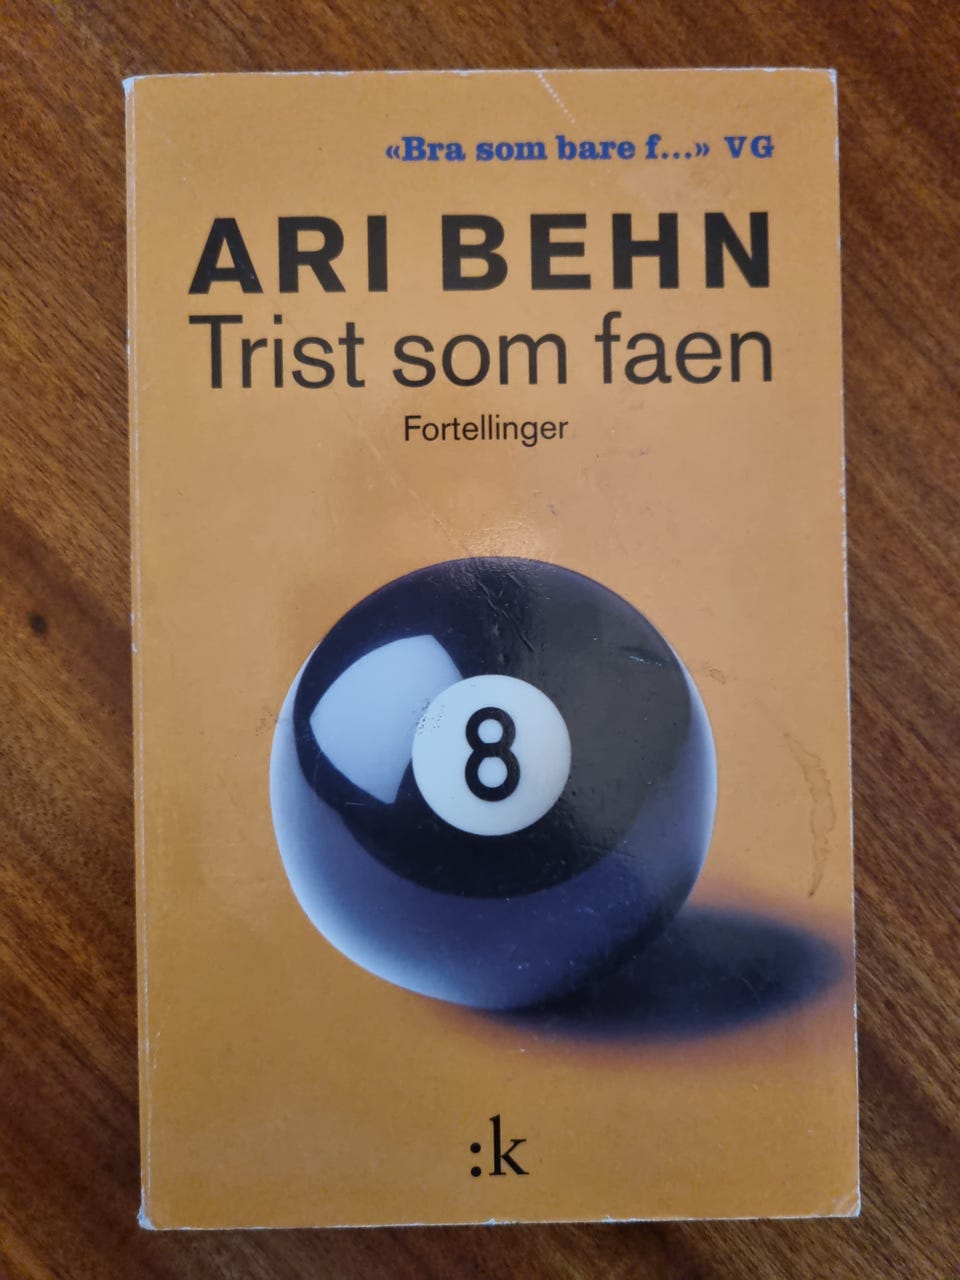 «Bra som bare f...» VG
ARI BEHN
Trist som faen
Fortellinger
8
:k